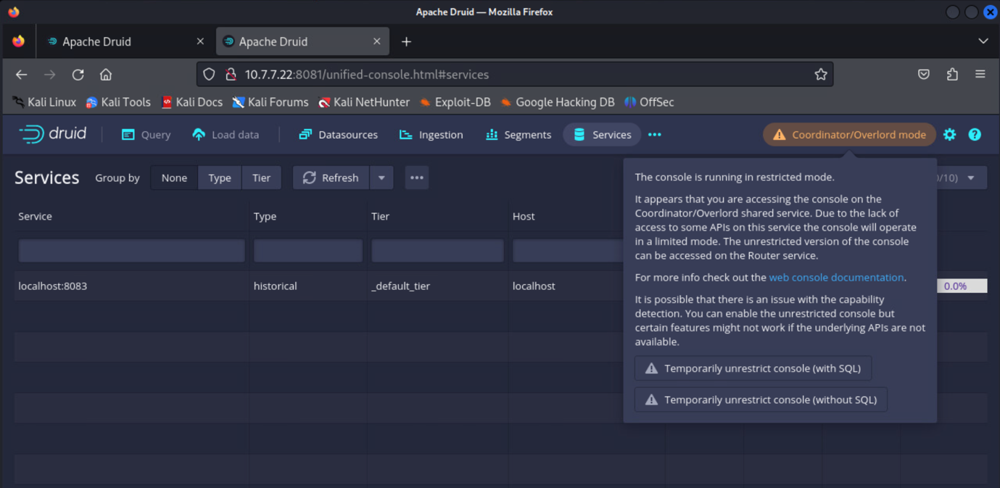 Apache Druid — Mozilla Firefox
Apache Druid
Apache Druid
10.7.7.22:8081/unified-console.html#services
Kali Linux Kali Tools Kali Docs Kali Forums Kali NetHunter Exploit-DB Google Hacking DB OffSec
druid Query Load data Datasources Ingestion Segments Services Coordinator/Overlord mode
Services Group by None Type Tier Refresh /10)
Service Type Tier Host
localhost:8083 historical _default_tier localhost 0.0%
The console is running in restricted mode.
It appears that you are accessing the console on the
Coordinator/Overlord shared service. Due to the lack of
access to some APIs on this service the console will operate
in a limited mode. The unrestricted version of the console
can be accessed on the Router service.
For more info check out the web console documentation.
It is possible that there is an issue with the capability
detection. You can enable the unrestricted console but
certain features might not work if the underlying APIs are not
available.
Temporarily unrestrict console (with SQL)
Temporarily unrestrict console (without SQL)